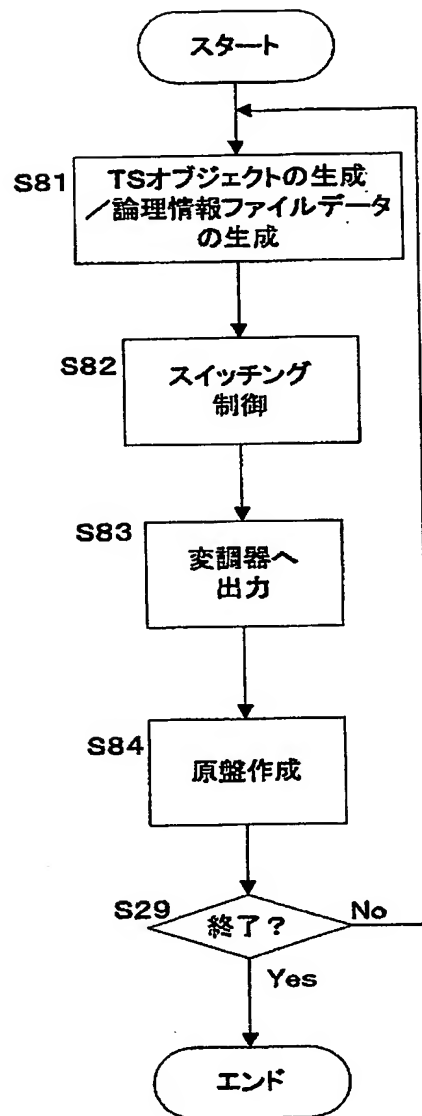 スタート
S81
TSオブジェクトの生成
/論理情報ファイルデータ
の生成
S82
スイッチング
制御
S83
変調器へ
出力
S84
原盤作成
S29
終了?
No
Yes
エンド